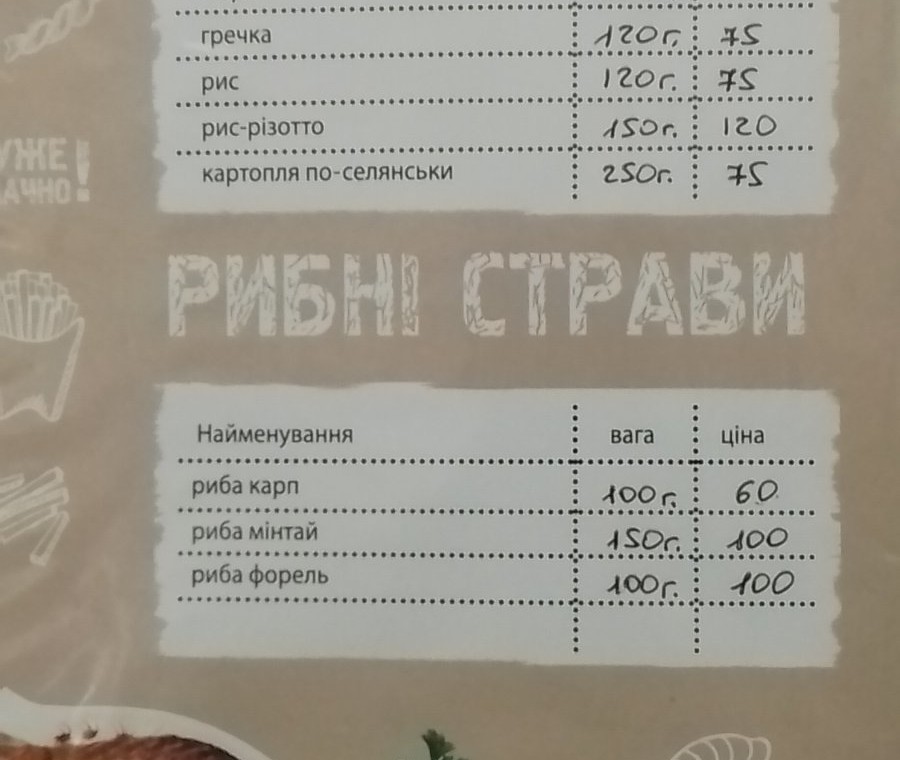 гречка 120г. 75
рис 120г. 75
рис-різотто 150г. 120
картопля по-селянськи 250г. 75
РИБНІ СТРАВИ
Найменування вага ціна
риба карп 100г. 60
риба мінтай 150г. 100
риба форель 100г. 100